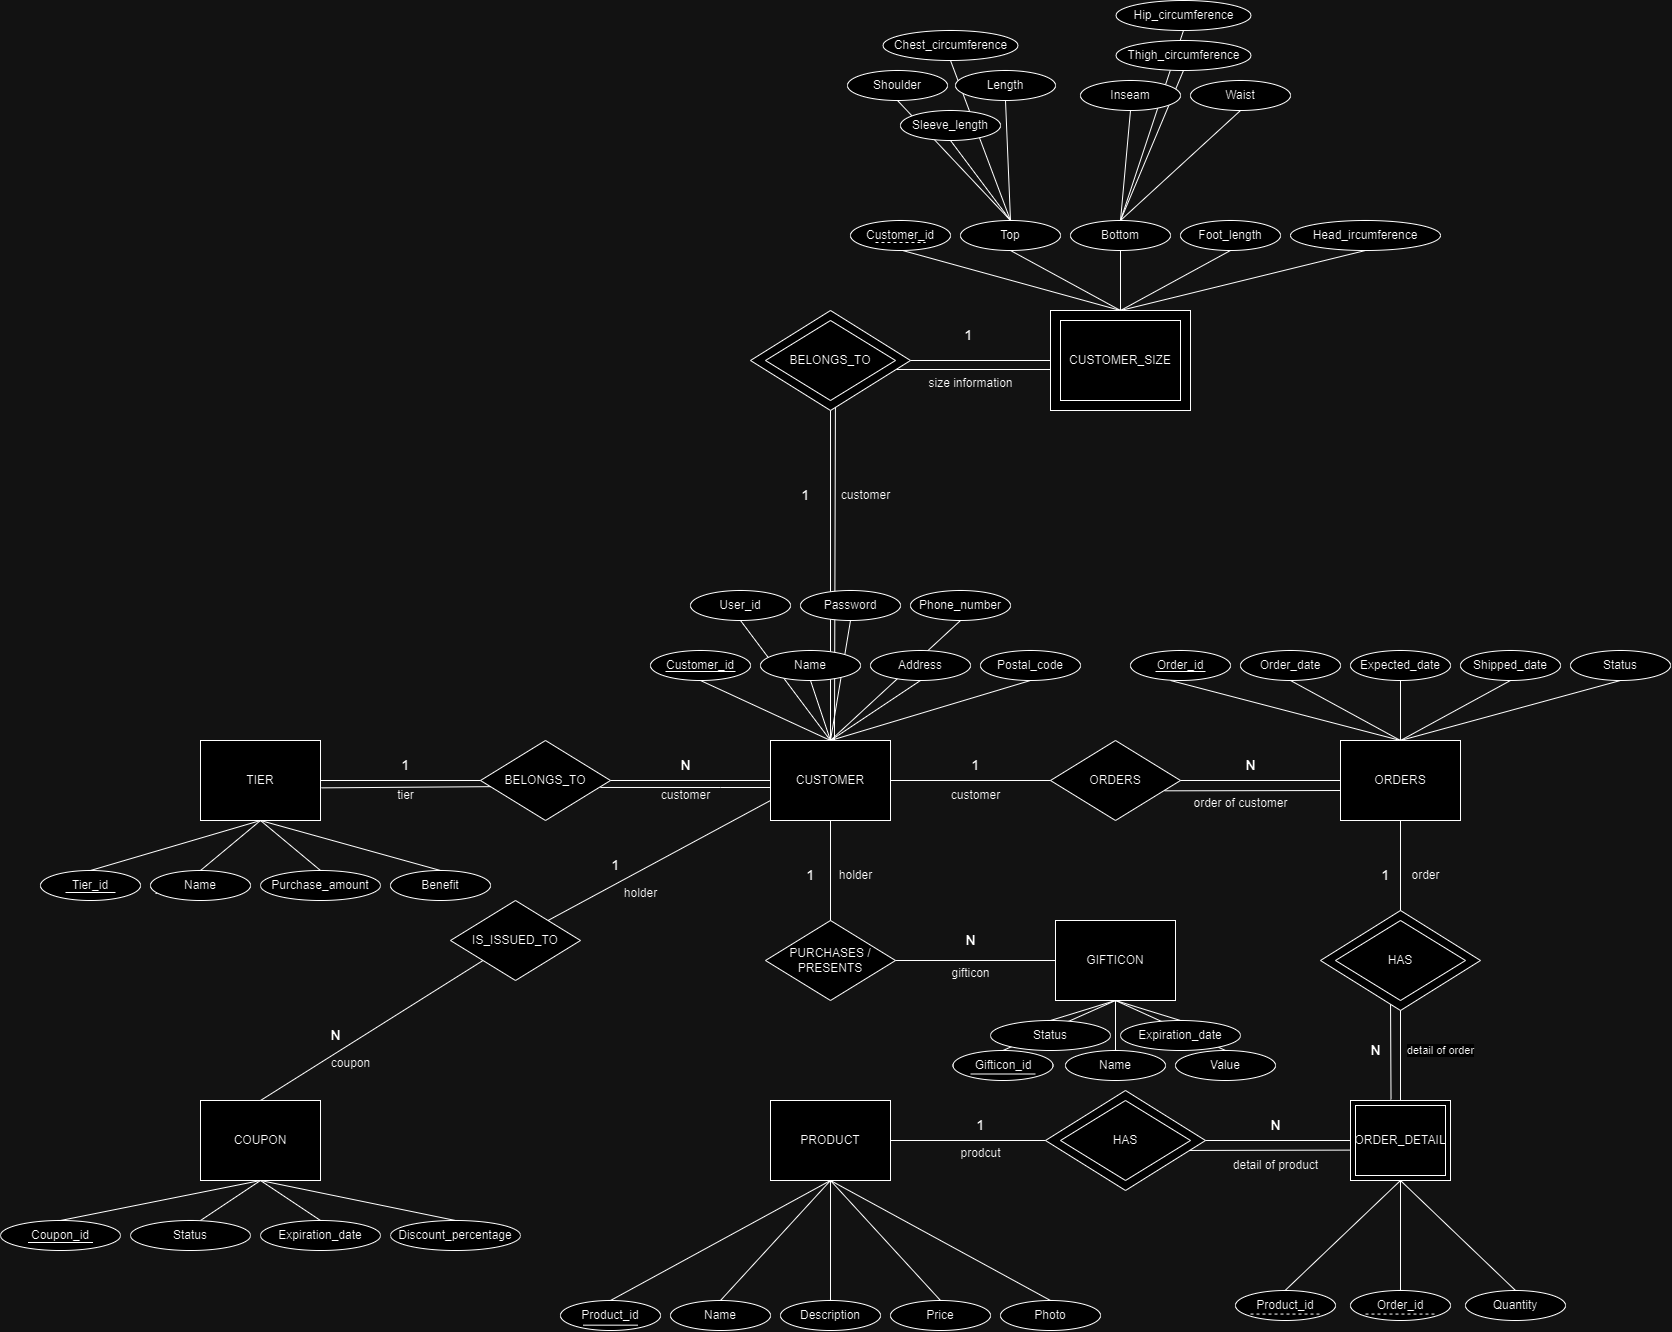 Hip_circumference
Chest_circumference
Thigh_circumference
Shoulder
Length
Inseam
Waist
Sleeve_length
Customer_id
Top
Bottom
Foot_length
Head_ircumference
1
BELONGS_TO
CUSTOMER_SIZE
size information
1
customer
User_id
Password
Phone_number
Customer_id
Name
Address
Postal_code
Order_id
Order_date
Expected_date
Shipped_date
Status
1
N
1
N
TIER
BELONGS_TO
CUSTOMER
ORDERS
ORDERS
tier
customer
customer
order of customer
1
holder
1
holder
1
order
Tier_id
Name
Purchase_amount
Benefit
IS_ISSUED_TO
N
PURCHASES /
PRESENTS
GIFTICON
HAS
gifticon
N
coupon
Status
Expiration_date
N
detail of order
Gifticon_id
Name
Value
1
N
COUPON
PRODUCT
HAS
ORDER_DETAIL
prodcut
detail of product
Coupon_id
Status
Expiration_date
Discount_percentage
Product_id
Name
Description
Price
Photo
Product_id
Order_id
Quantity